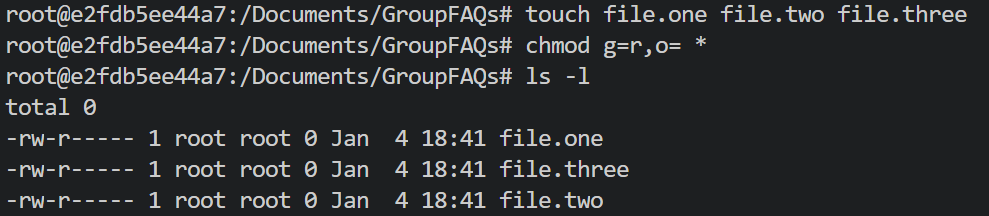 root@e2fdb5ee44a7:/Documents/GroupFAQs# touch file.one file.two file.three
root@e2fdb5ee44a7:/Documents/GroupFAQs# chmod g=r,o= *
root@e2fdb5ee44a7:/Documents/GroupFAQs# ls -l
total 0
-rw-r----- 1 root root 0 Jan  4 18:41 file.one
-rw-r----- 1 root root 0 Jan  4 18:41 file.three
-rw-r----- 1 root root 0 Jan  4 18:41 file.two